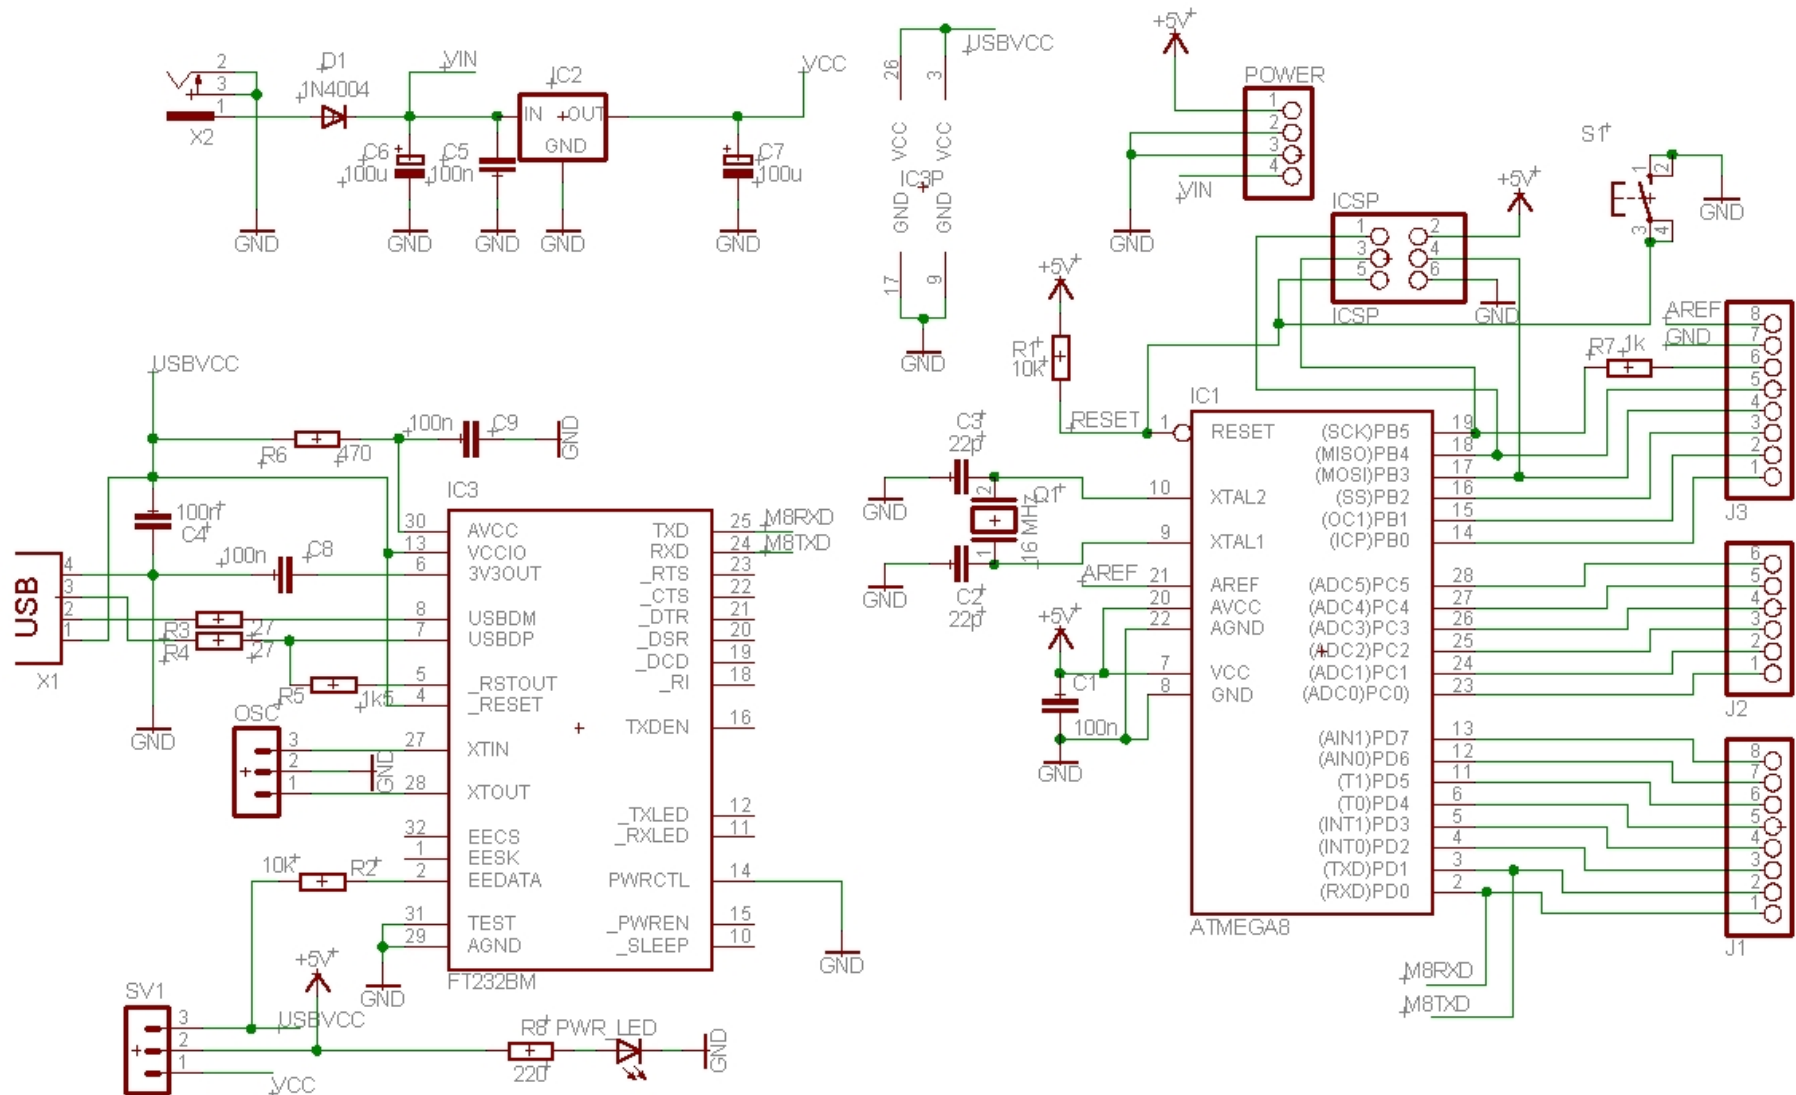 2
3
1
X2
D1
1N4004
VIN
IC2
IN
OUT
GND
VCC
C6
100u
C5
100n
C7
100u
GND
GND
GND
GND
GND
USBVCC
26
3
VCC
VCC
IC3P
GND
GND
17
9
GND
+5V
POWER
1
2
3
4
VIN
GND
ICSP
1
3
5
2
4
6
ICSP
+5V
GND
S1
1
2
3
4
GND
+5V
R1
10k
RESET
C3
22p
Q1
2
1
16 MHz
C2
22p
GND
GND
AREF
+5V
C1
100n
GND
IC1
1
RESET
10
XTAL2
9
XTAL1
21
AREF
20
AVCC
22
AGND
7
VCC
8
GND
(SCK)PB5
19
(MISO)PB4
18
(MOSI)PB3
17
(SS)PB2
16
(OC1)PB1
15
(ICP)PB0
14
(ADC5)PC5
28
(ADC4)PC4
27
(ADC3)PC3
26
(ADC2)PC2
25
(ADC1)PC1
24
(ADC0)PC0)
23
(AIN1)PD7
13
(AIN0)PD6
12
(T1)PD5
11
(T0)PD4
6
(INT1)PD3
5
(INT0)PD2
4
(TXD)PD1
3
(RXD)PD0
2
ATMEGA8
M8RXD
M8TXD
AREF
GND
R7
1k
8
7
6
5
4
3
2
1
J3
6
5
4
3
2
1
J2
8
7
6
5
4
3
2
1
J1
USBVCC
R6
470
100n
C9
GND
100n
C4
100n
C8
USB
4
3
2
1
X1
R3
27
R4
27
R5
1k5
GND
OSC
3
2
1
GND
10k
R2
IC3
30
AVCC
13
VCCIO
6
3V3OUT
8
USBDM
7
USBDP
5
_RSTOUT
4
_RESET
27
XTIN
28
XTOUT
32
EECS
1
EESK
2
EEDATA
31
TEST
29
AGND
TXD
25
M8RXD
RXD
24
M8TXD
_RTS
23
_CTS
22
_DTR
21
_DSR
20
_DCD
19
_RI
18
TXDEN
16
_TXLED
12
_RXLED
11
PWRCTL
14
_PWREN
15
_SLEEP
10
FT232BM
GND
GND
+5V
SV1
3
2
1
USBVCC
VCC
R8
220
PWR_LED
GND